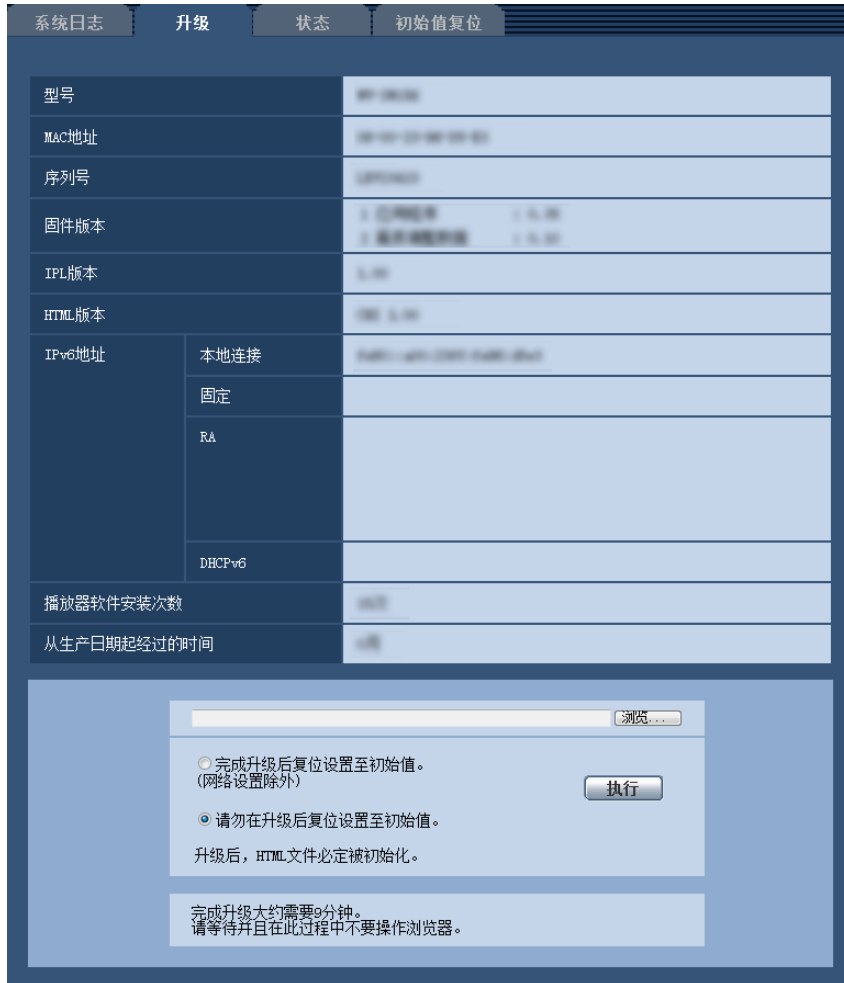 系统日志 升级 状态 初始值复位
型号
MAC地址
序列号
固件版本
IPL版本
HTML版本
IPv6地址 本地连接
固定
RA
DHCPv6
播放器软件安装次数
从生产日期起经过的时间
浏览...
完成升级后复位设置至初始值。
(网络设置除外)
执行
请勿在升级后复位设置至初始值。
升级后，HTML文件必定被初始化。
完成升级大约需要9分钟。
请等待并且在此过程中不要操作浏览器。